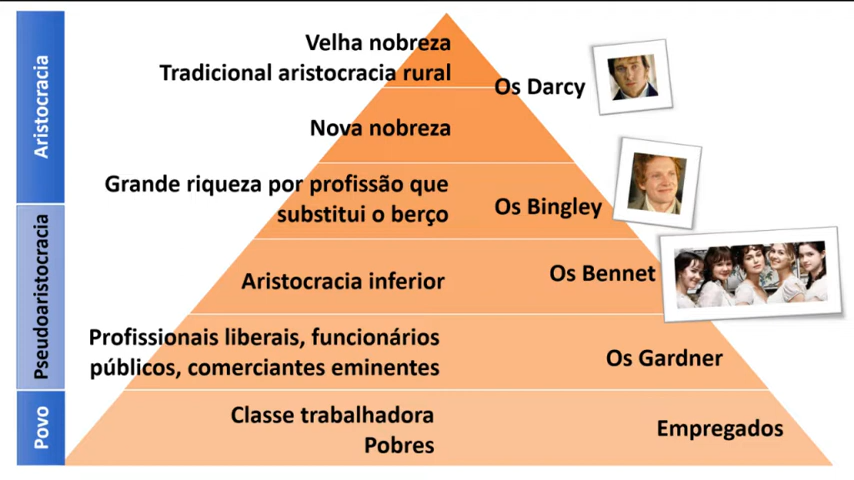 Aristocracia
Pseudoaristocracia
Povo
Velha nobreza
Tradicional aristocracia rural
Os Darcy
Nova nobreza
Grande riqueza por profissão que
substitui o berço
Os Bingley
Aristocracia inferior
Os Bennet
Profissionais liberais, funcionários
públicos, comerciantes eminentes
Os Gardner
Classe trabalhadora
Pobres
Empregados